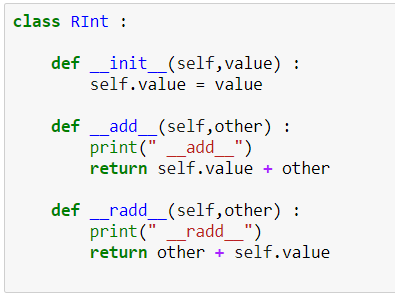 class RInt :
def __init__(self,value) :
self.value = value
def __add__(self,other) :
print(" __add__")
return self.value + other
def __radd__(self,other) :
print(" __radd__")
return other + self.value